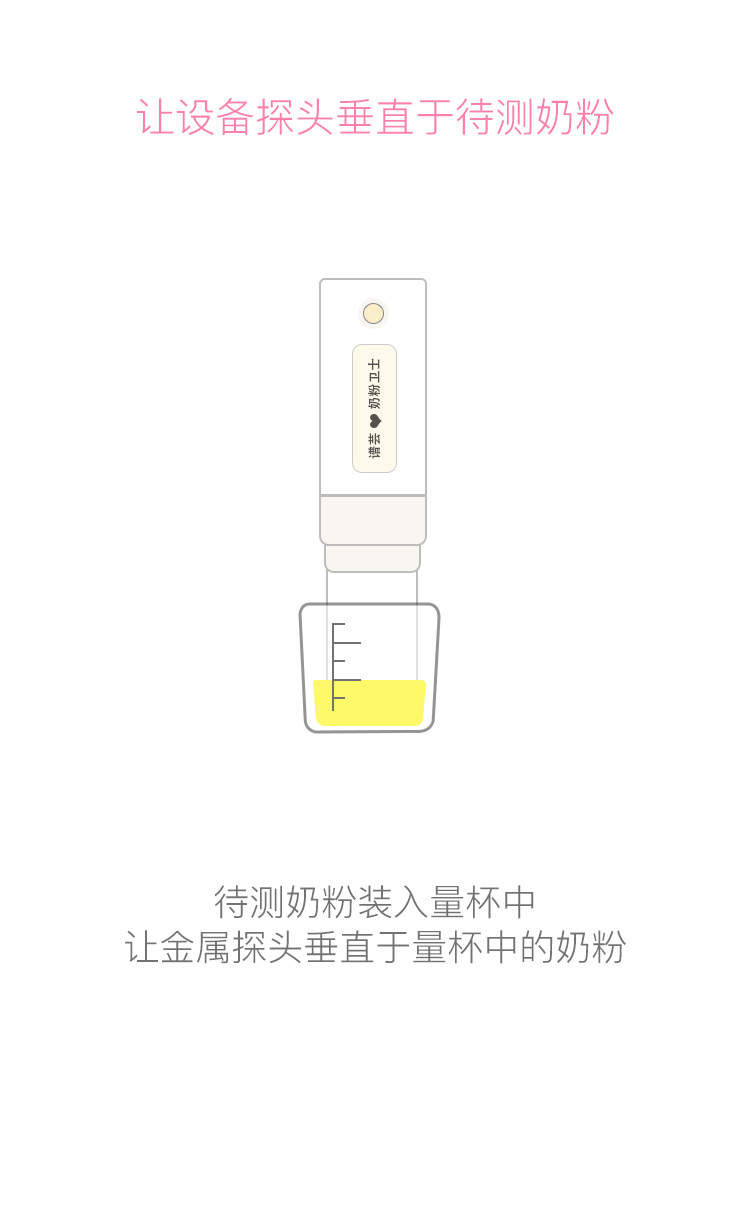 让设备探头垂直于待测奶粉
谱芸♥奶粉卫士
待测奶粉装入量杯中
让金属探头垂直于量杯中的奶粉